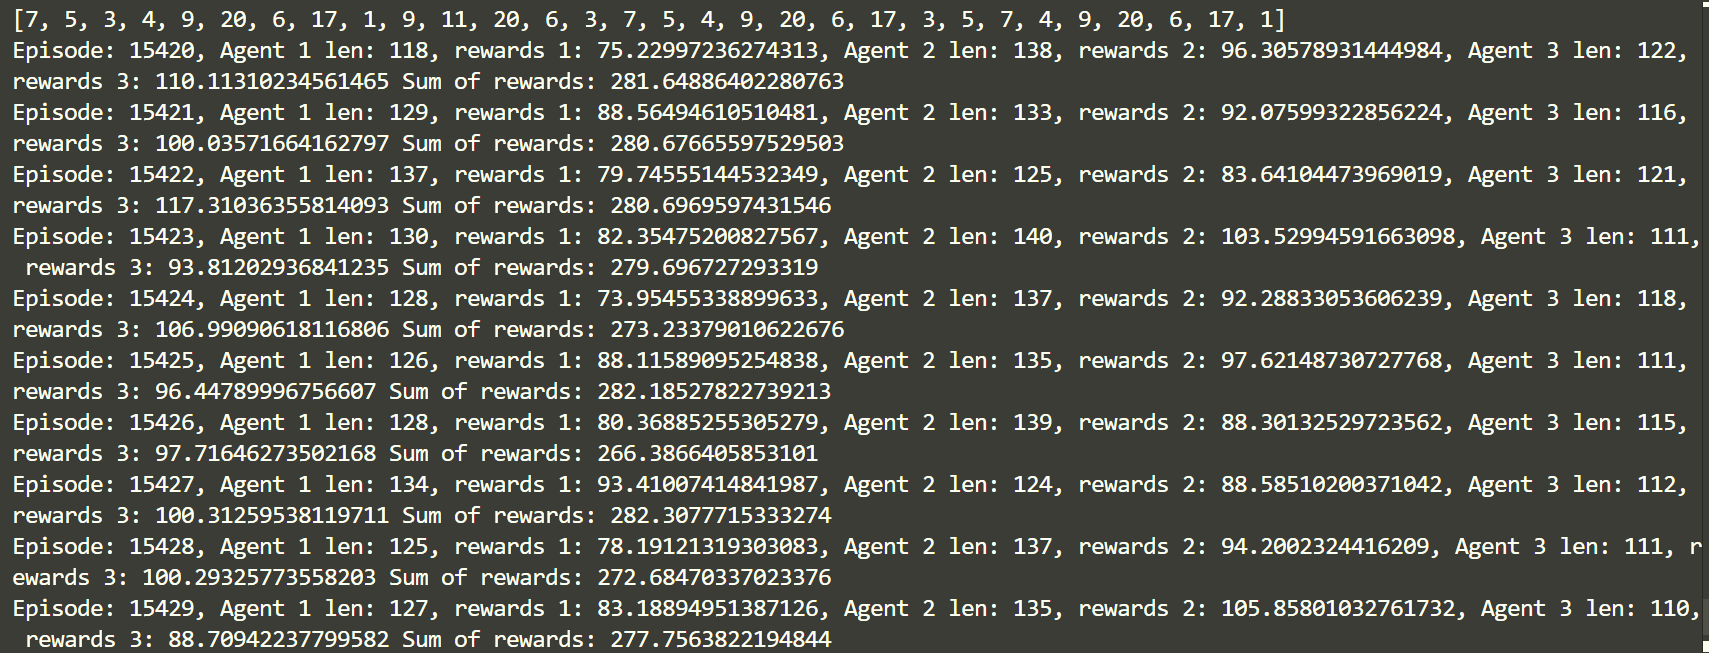 [7, 5, 3, 4, 9, 20, 6, 17, 1, 9, 11, 20, 6, 3, 7, 5, 4, 9, 20, 6, 17, 3, 5, 7, 4, 9, 20, 6, 17, 1]
Episode: 15420, Agent 1 len: 118, rewards 1: 75.22997236274313, Agent 2 len: 138, rewards 2: 96.30578931444984, Agent 3 len: 122,
rewards 3: 110.11310234561465 Sum of rewards: 281.64886402280763
Episode: 15421, Agent 1 len: 129, rewards 1: 88.56494610510481, Agent 2 len: 133, rewards 2: 92.07599322856224, Agent 3 len: 116,
rewards 3: 100.03571664162797 Sum of rewards: 280.67665597529503
Episode: 15422, Agent 1 len: 137, rewards 1: 79.74555144532349, Agent 2 len: 125, rewards 2: 83.64104473969019, Agent 3 len: 121,
rewards 3: 117.31036355814093 Sum of rewards: 280.6969597431546
Episode: 15423, Agent 1 len: 130, rewards 1: 82.35475200827567, Agent 2 len: 140, rewards 2: 103.52994591663098, Agent 3 len: 111,
rewards 3: 93.81202936841235 Sum of rewards: 279.696727293319
Episode: 15424, Agent 1 len: 128, rewards 1: 73.95455338899633, Agent 2 len: 137, rewards 2: 92.28833053606239, Agent 3 len: 118,
rewards 3: 106.99090618116806 Sum of rewards: 273.23379010622676
Episode: 15425, Agent 1 len: 126, rewards 1: 88.11589095254838, Agent 2 len: 135, rewards 2: 97.62148730727768, Agent 3 len: 111,
rewards 3: 96.44789996756607 Sum of rewards: 282.18527822739213
Episode: 15426, Agent 1 len: 128, rewards 1: 80.36885255305279, Agent 2 len: 139, rewards 2: 88.30132529723562, Agent 3 len: 115,
rewards 3: 97.71646273502168 Sum of rewards: 266.3866405853101
Episode: 15427, Agent 1 len: 134, rewards 1: 93.41007414841987, Agent 2 len: 124, rewards 2: 88.58510200371042, Agent 3 len: 112,
rewards 3: 100.31259538119711 Sum of rewards: 282.3077715333274
Episode: 15428, Agent 1 len: 125, rewards 1: 78.19121319303083, Agent 2 len: 137, rewards 2: 94.2002324416209, Agent 3 len: 111, r
ewards 3: 100.29325773558203 Sum of rewards: 272.68470337023376
Episode: 15429, Agent 1 len: 127, rewards 1: 83.18894951387126, Agent 2 len: 135, rewards 2: 105.85801032761732, Agent 3 len: 110,
rewards 3: 88.70942237799582 Sum of rewards: 277.7563822194844